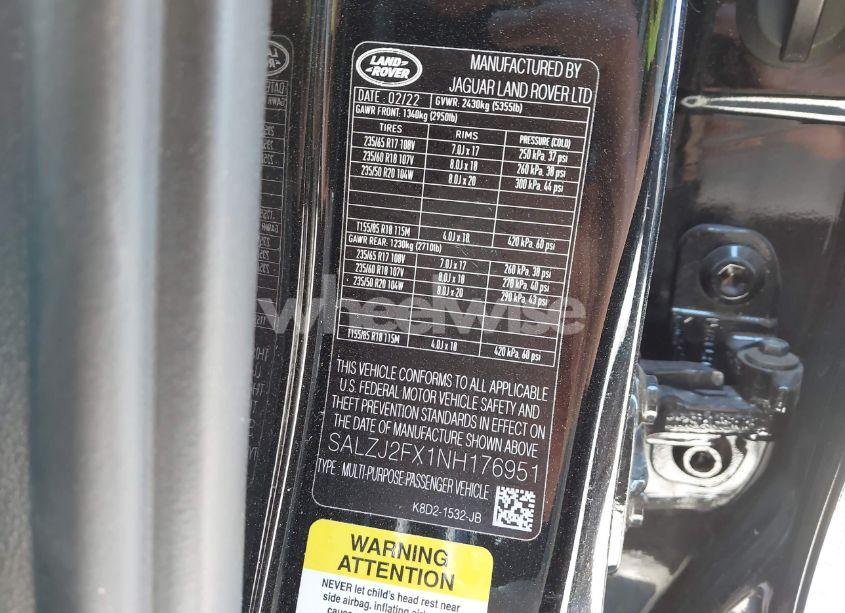 LAND ROVER
MANUFACTURED BY
JAGUAR LAND ROVER LTD
DATE 02/22 GVWR: 2430kg (5355lb)
GAWR FRONT: 1340kg (2950lb)
TIRES RIMS PRESSURE (COLD)
235/65 R17 108V 7.0J x 17 250 kPa, 37 psi
235/60 R18 107V 8.0J x 18 260 kPa, 38 psi
235/50 R20 104W 8.0J x 20 300 kPa, 44 psi
T155/85 R18 115M 4.0J x 18 420 kPa, 60 psi
GAWR REAR: 1230kg (2710lb)
235/65 R17 108V 7.0J x 17 260 kPa, 38 psi
235/60 R18 107V 8.0J x 18 270 kPa, 40 psi
235/50 R20 104W 8.0J x 20 290 kPa, 43 psi
wheelwise
T155/85 R18 115M 4.0J x 18 420 kPa, 60 psi
THIS VEHICLE CONFORMS TO ALL APPLICABLE
U.S. FEDERAL MOTOR VEHICLE SAFETY AND
THEFT PREVENTION STANDARDS IN EFFECT ON
THE DATE OF MANUFACTURE SHOWN ABOVE
SALZJ2FX1NH176951
TYPE: MULTI-PURPOSE-PASSENGER VEHICLE
K8D2-1532-JB
WARNING
ATTENTION
NEVER let child's head rest near
side airbag, inflating